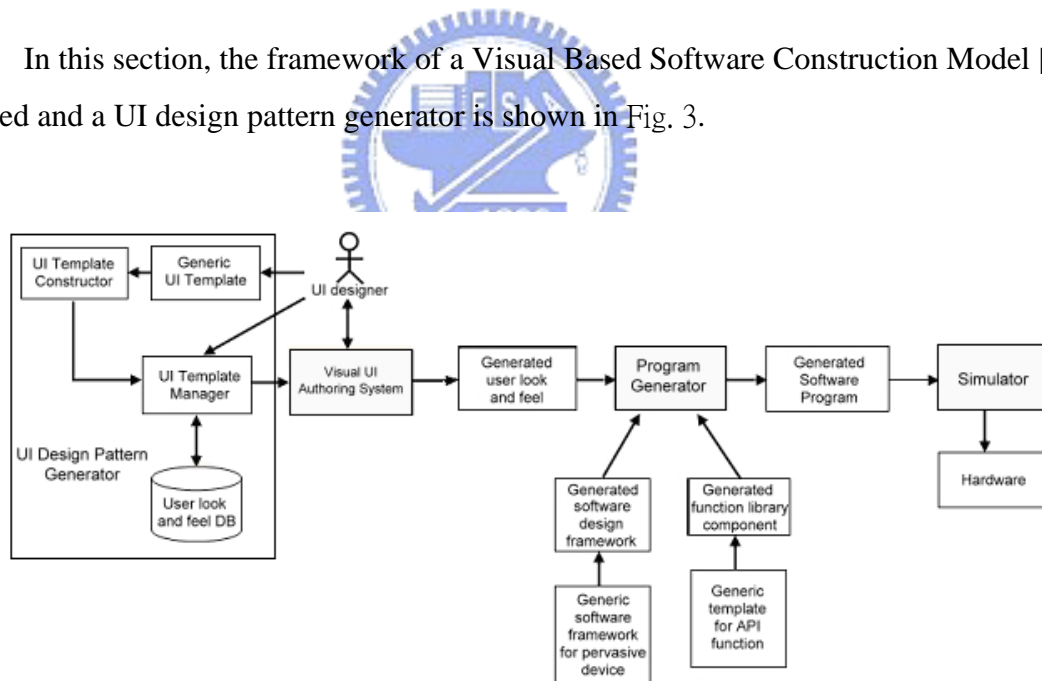 In this section, the framework of a Visual Based Software Construction Model [
ed and a UI design pattern generator is shown in Fig. 3.
UI Template
Constructor
Generic
UI Template
UI designer
UI Template
Manager
Visual UI
Authoring System
Generated
user look
and feel
Program
Generator
Generated
Software
Program
Simulator
UI Design Pattern
Generator
User look
and feel DB
Hardware
Generated
software
design
framework
Generated
function library
component
Generic
software
framework
for pervasive
device
Generic
template
for API
function